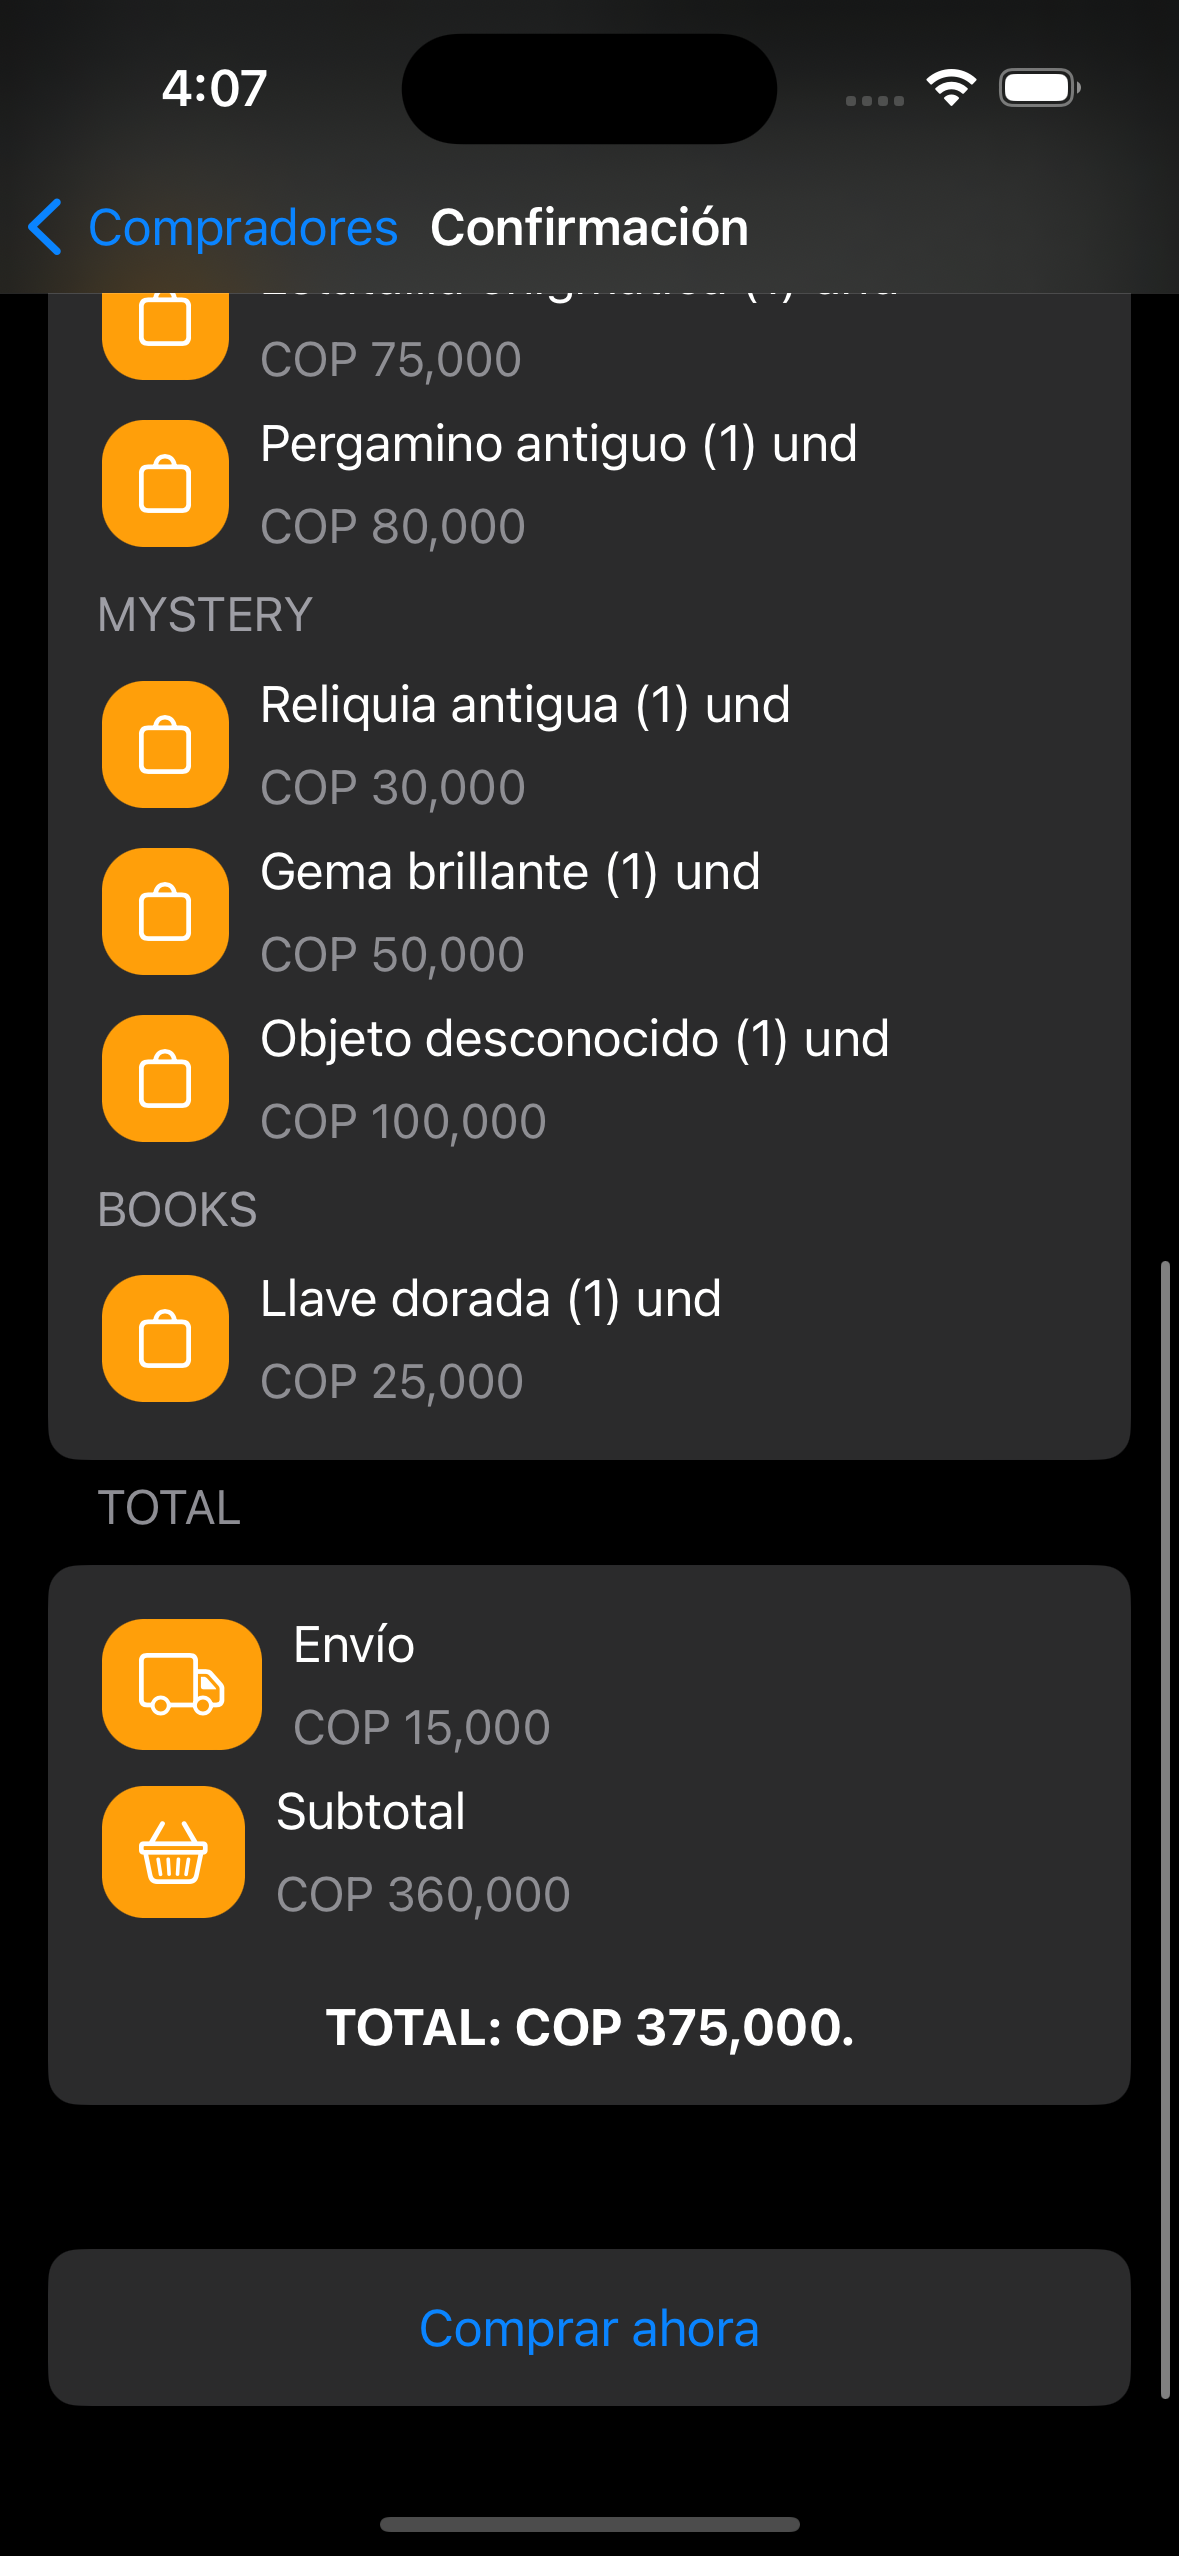 4:07
Compradores Confirmación
(1) und
COP 75,000
Pergamino antiguo (1) und
COP 80,000
MYSTERY
Reliquia antigua (1) und
COP 30,000
Gema brillante (1) und
COP 50,000
Objeto desconocido (1) und
COP 100,000
BOOKS
Llave dorada (1) und
COP 25,000
TOTAL
Envío
COP 15,000
Subtotal
COP 360,000
TOTAL: COP 375,000.
Comprar ahora